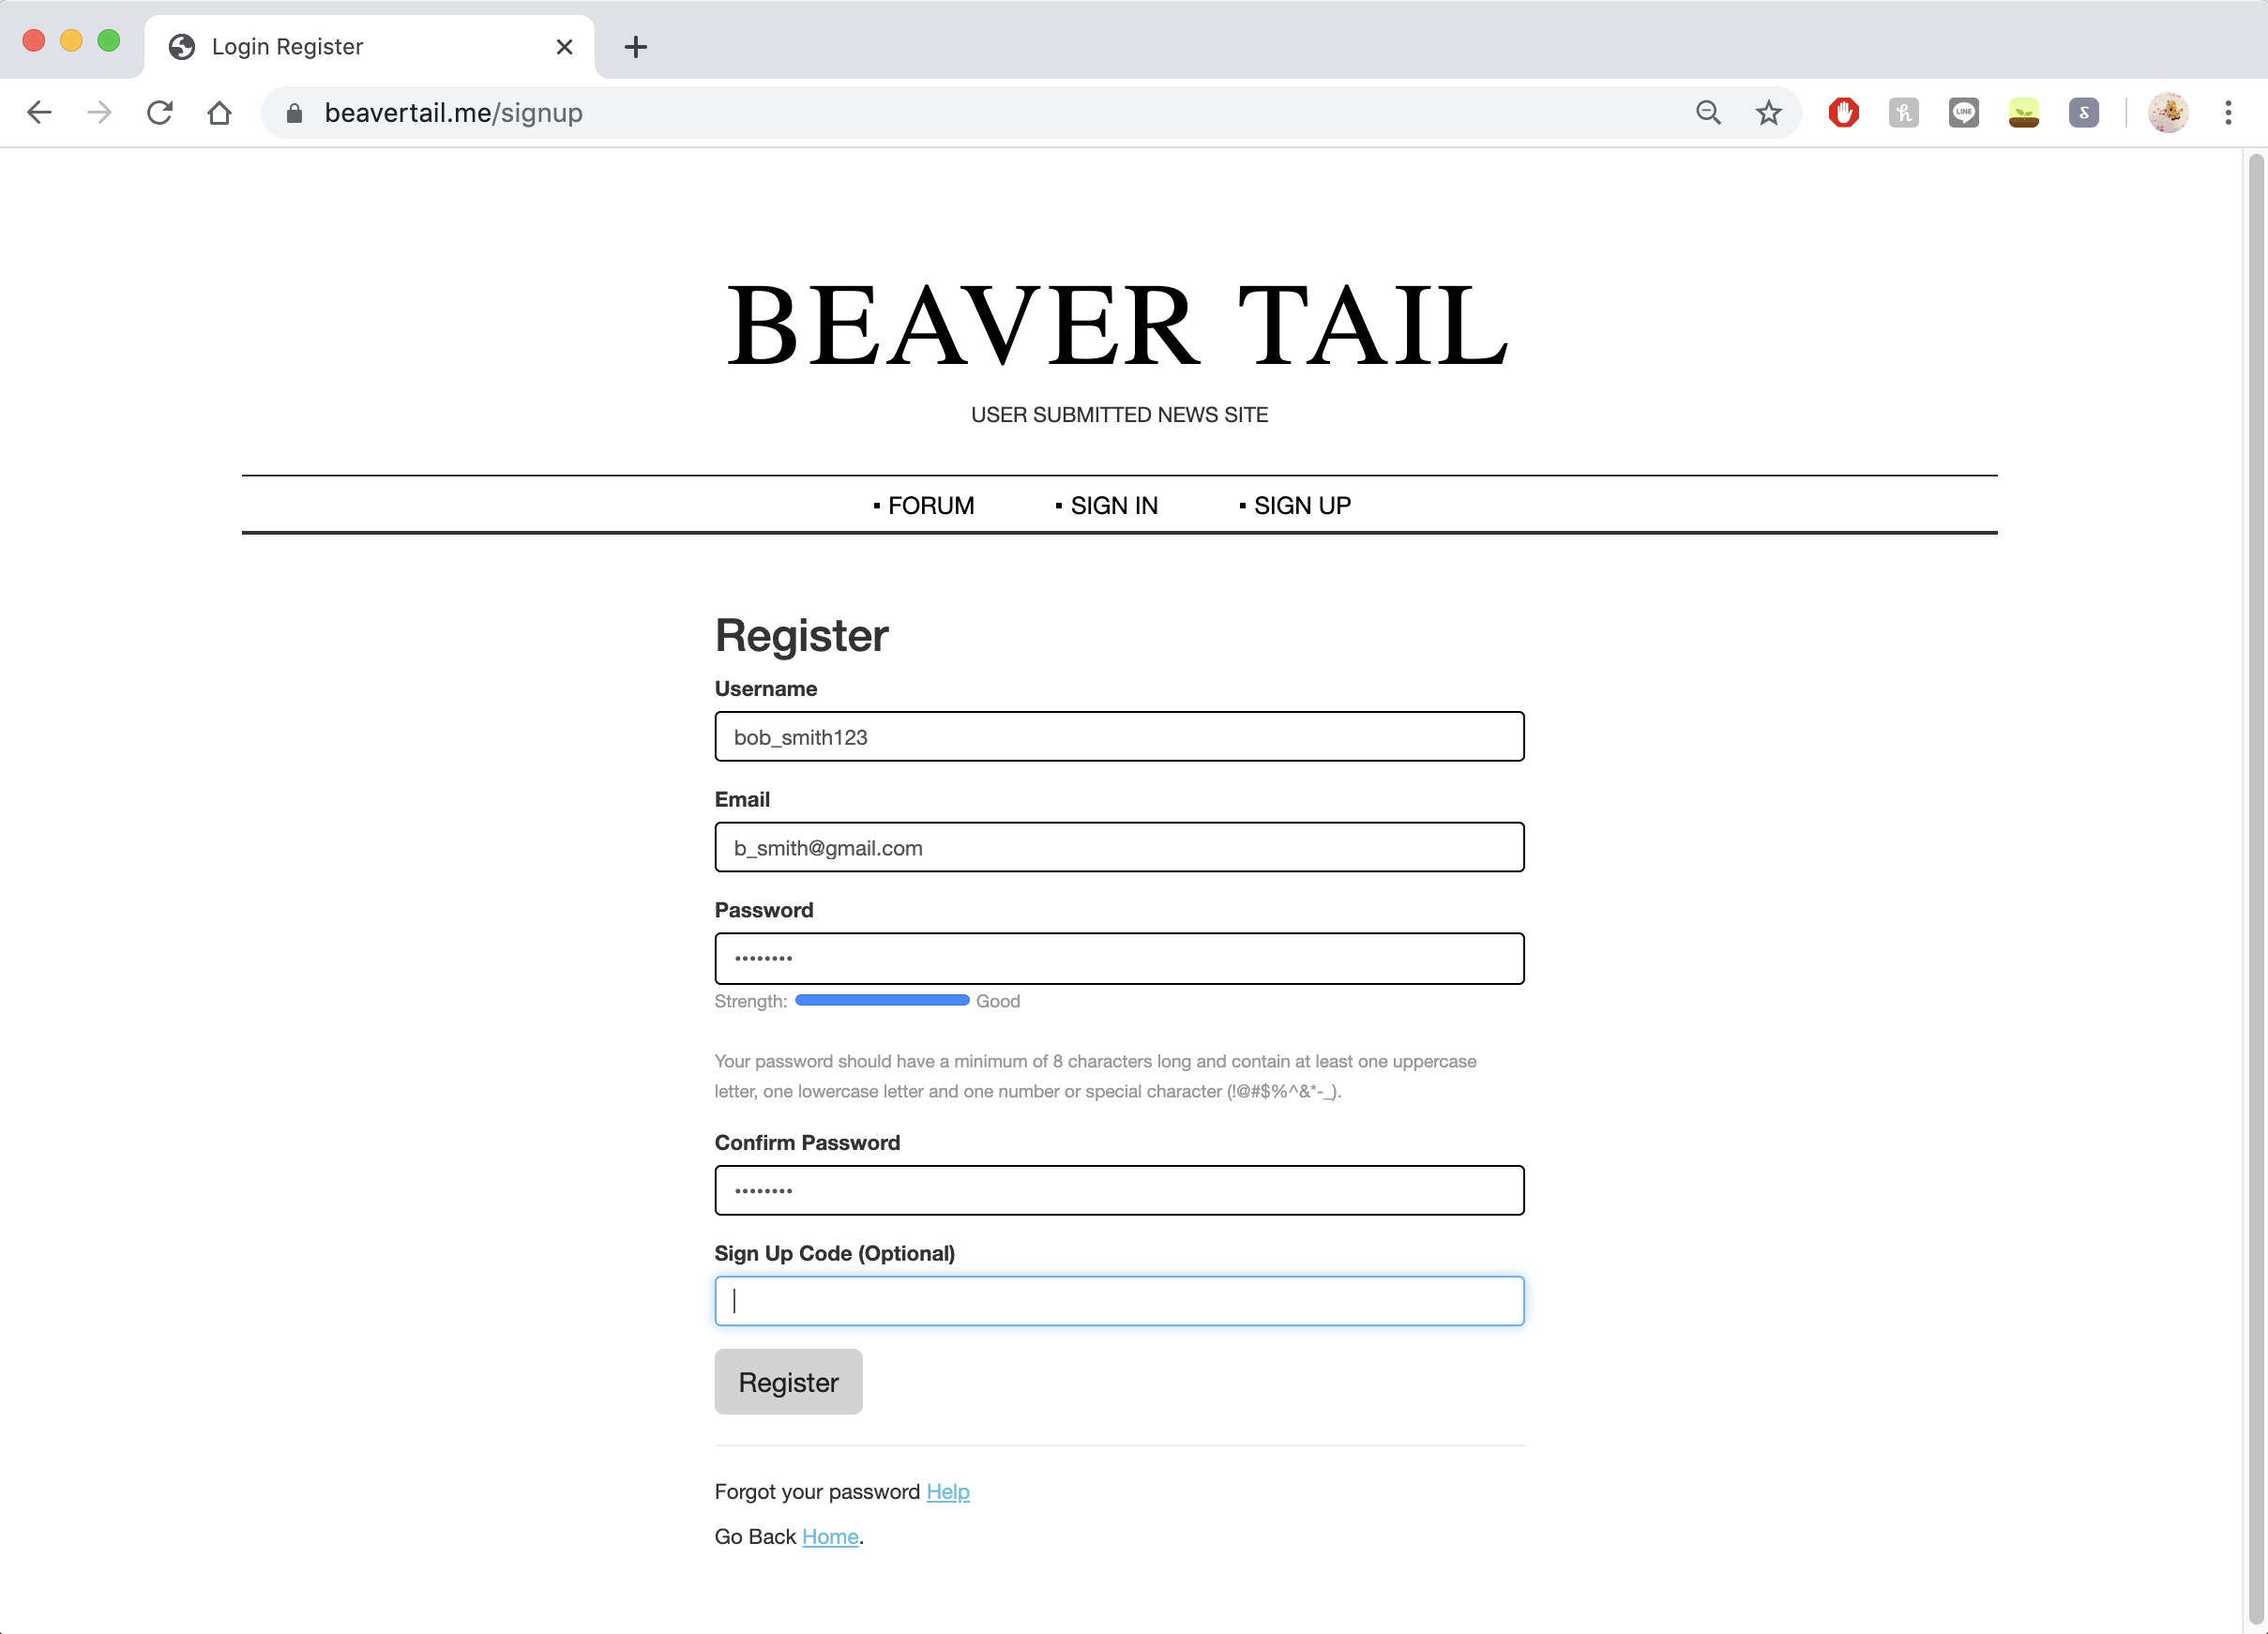 Login Register
beavertail.me/signup
LINE
BEAVER TAIL
USER SUBMITTED NEWS SITE
▪ FORUM ▪ SIGN IN ▪ SIGN UP
Register
Username
bob_smith123
Email
b_smith@gmail.com
Password
••••••••
Strength: Good
Your password should have a minimum of 8 characters long and contain at least one uppercase
letter, one lowercase letter and one number or special character (!@#$%^&*-_).
Confirm Password
••••••••
Sign Up Code (Optional)
Register
Forgot your password Help
Go Back Home.